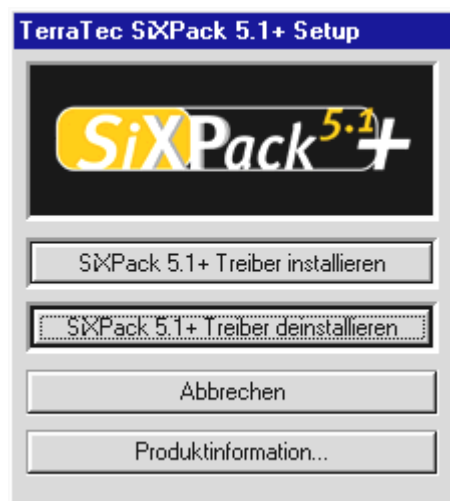 TerraTec SiXPack 5.1+ Setup
SiXPack 5.1+
SiXPack 5.1+ Treiber installieren
SiXPack 5.1+ Treiber deinstallieren
Abbrechen
Produktinformation...